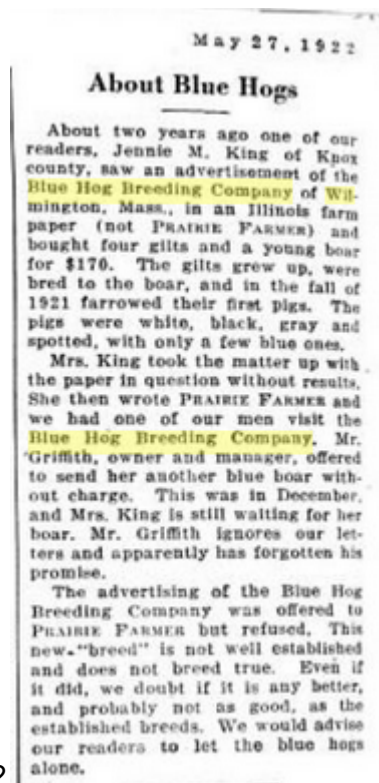 May 27, 1922
About Blue Hogs
About two years ago one of our
readers, Jennie M. King of Knox
county, saw an advertisement of the
Blue Hog Breeding Company of Wil-
mington, Mass., in an Illinois farm
paper (not PRAIRIE FARMER) and
bought four gilts and a young boar
for $170. The gilts grew up, were
bred to the boar, and in the fall of
1921 farrowed their first pigs. The
pigs were white, black, gray and
spotted, with only a few blue ones.
Mrs. King took the matter up with
the paper in question without results.
She then wrote PRAIRIE FARMER and
we had one of our men visit the
Blue Hog Breeding Company. Mr.
Griffith, owner and manager, offered
to send her another blue boar with-
out charge. This was in December,
and Mrs. King is still waiting for her
boar. Mr. Griffith ignores our let-
ters and apparently has forgotten his
promise.
The advertising of the Blue Hog
Breeding Company was offered to
PRAIRIE FARMER but refused. This
new "breed" is not well established
and does not breed true. Even if
it did, we doubt if it is any better,
and probably not as good, as the
established breeds. We would advise
our readers to let the blue hogs
alone.